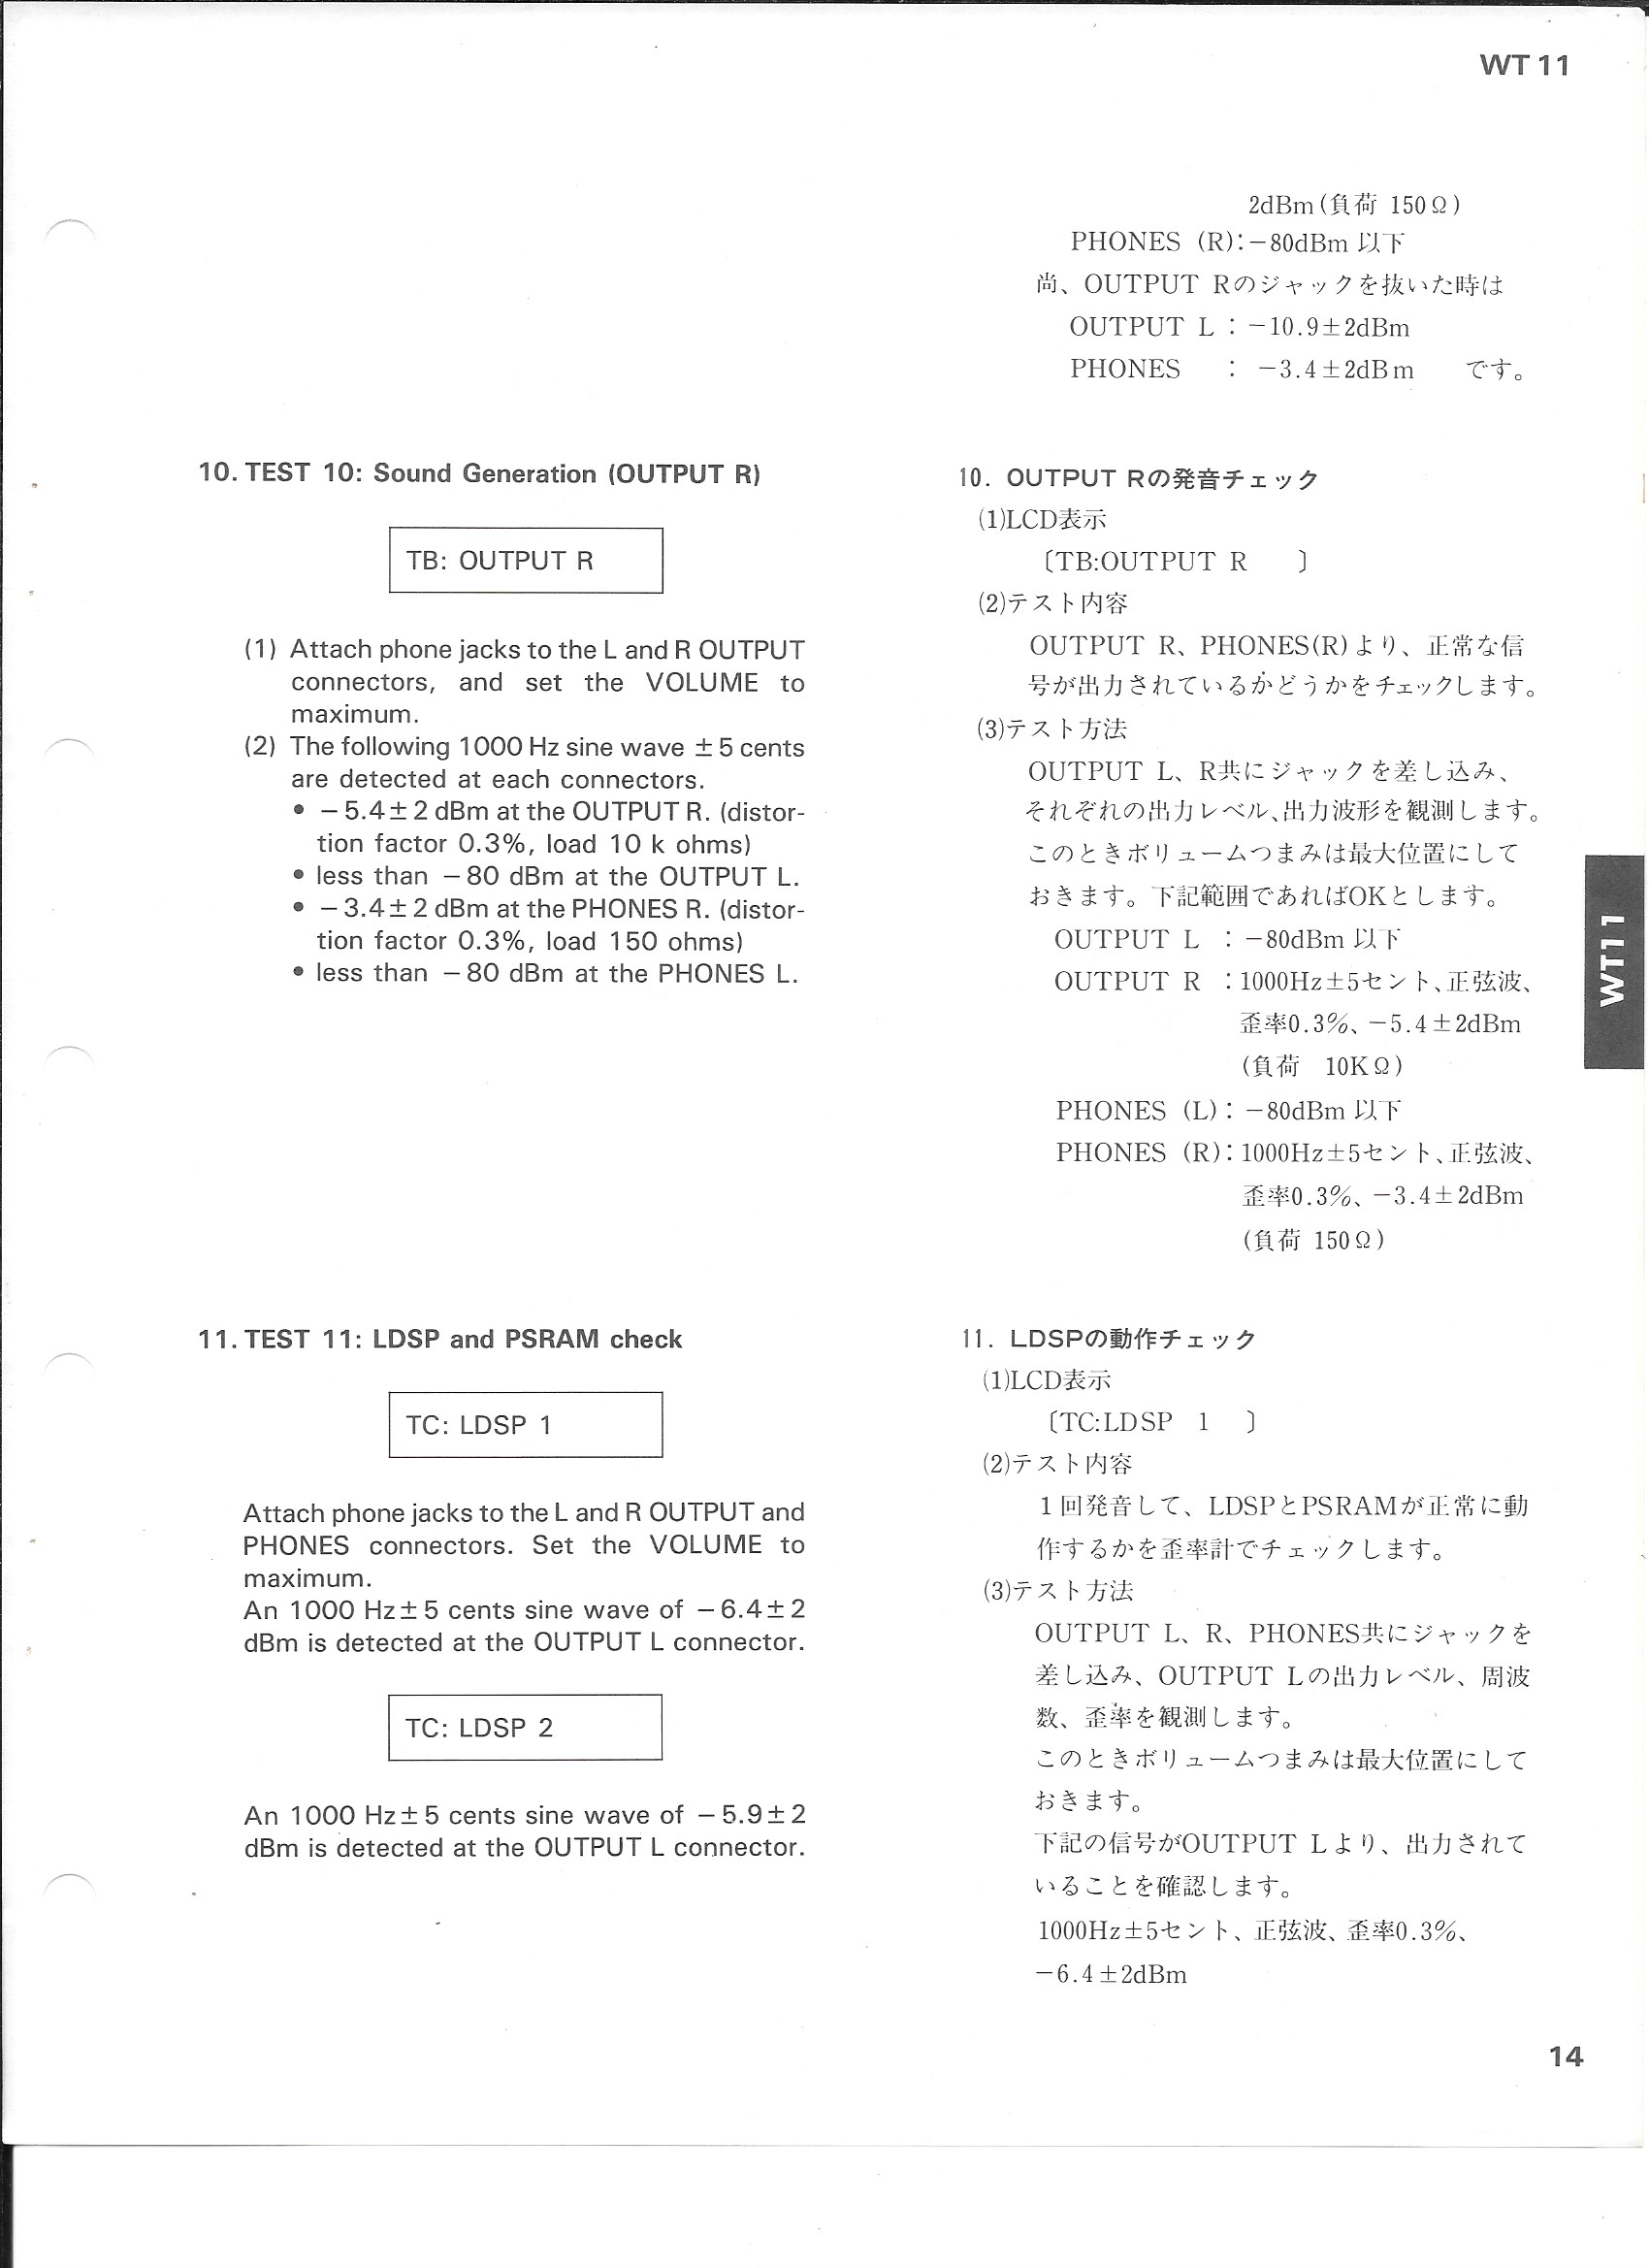 WT 11
10. TEST 10: Sound Generation (OUTPUT R)
TB: OUTPUT R
(1) Attach phone jacks to the L and R OUTPUT
connectors, and set the VOLUME to
maximum.
(2) The following 1000 Hz sine wave ±5 cents
are detected at each connectors.
• −5.4±2 dBm at the OUTPUT R. (distor-
tion factor 0.3%, load 10 k ohms)
• less than −80 dBm at the OUTPUT L.
• −3.4±2 dBm at the PHONES R. (distor-
tion factor 0.3%, load 150 ohms)
• less than −80 dBm at the PHONES L.
11. TEST 11: LDSP and PSRAM check
TC: LDSP 1
Attach phone jacks to the L and R OUTPUT and
PHONES connectors. Set the VOLUME to
maximum.
An 1000 Hz±5 cents sine wave of −6.4±2
dBm is detected at the OUTPUT L connector.
TC: LDSP 2
An 1000 Hz±5 cents sine wave of −5.9±2
dBm is detected at the OUTPUT L connector.
2dBm(負荷 150Ω)
PHONES (R):−80dBm 以下
尚、OUTPUT Rのジャックを抜いた時は
OUTPUT L : −10.9±2dBm
PHONES : −3.4±2dBm です。
10. OUTPUT Rの発音チェック
(1)LCD表示
〔TB:OUTPUT R 〕
(2)テスト内容
OUTPUT R、PHONES(R)より、正常な信
号が出力されているかどうかをチェックします。
(3)テスト方法
OUTPUT L、R共にジャックを差し込み、
それぞれの出力レベル、出力波形を観測します。
このときボリュームつまみは最大位置にして
おきます。下記範囲であればOKとします。
OUTPUT L : −80dBm 以下
OUTPUT R : 1000Hz±5セント、正弦波、
歪率0.3%、−5.4±2dBm
(負荷 10KΩ)
PHONES (L): −80dBm 以下
PHONES (R): 1000Hz±5セント、正弦波、
歪率0.3%、−3.4±2dBm
(負荷 150Ω)
11. LDSPの動作チェック
(1)LCD表示
〔TC:LDSP 1 〕
(2)テスト内容
1回発音して、LDSPとPSRAMが正常に動
作するかを歪率計でチェックします。
(3)テスト方法
OUTPUT L、R、PHONES共にジャックを
差し込み、OUTPUT Lの出力レベル、周波
数、歪率を観測します。
このときボリュームつまみは最大位置にして
おきます。
下記の信号がOUTPUT Lより、出力されて
いることを確認します。
1000Hz±5セント、正弦波、歪率0.3%、
−6.4±2dBm
WT11
14